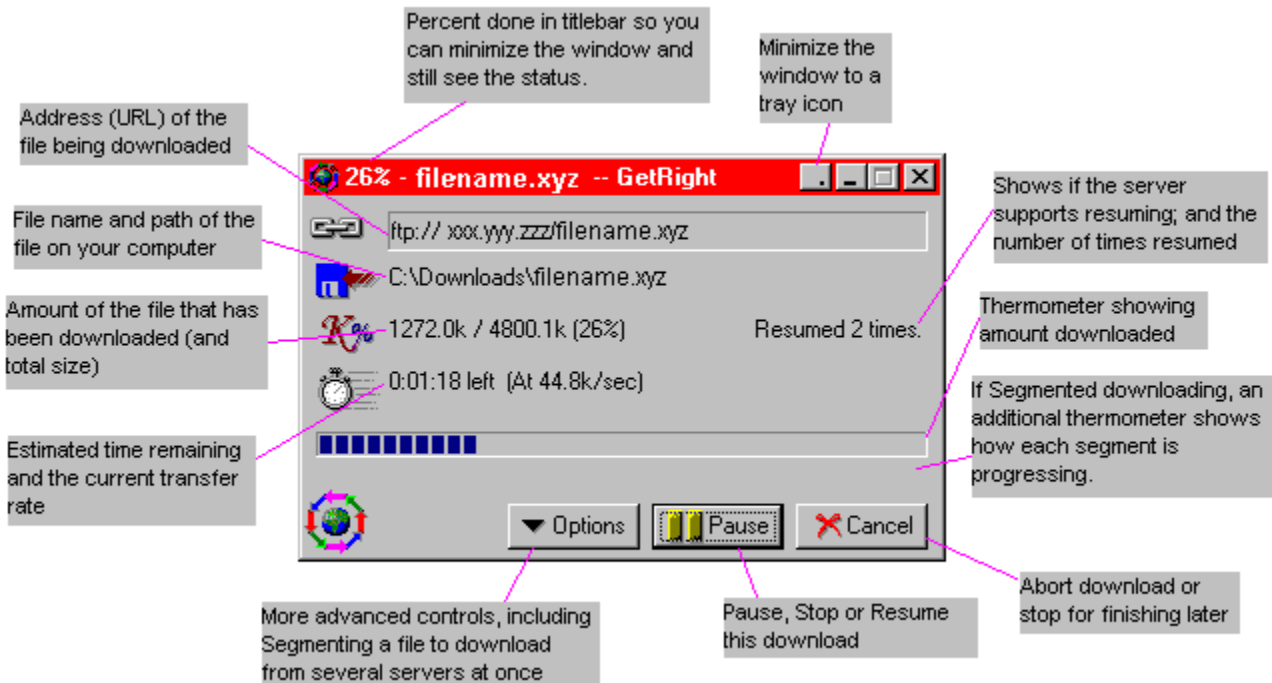 Percent done in titlebar so you
can minimize the window and
still see the status.
Minimize the
window to a
tray icon
Address (URL) of the
file being downloaded
26% - filename.xyz -- GetRight
Shows if the server
supports resuming; and the
number of times resumed
File name and path of the
file on your computer
ftp:// xxx.yyy.zzz/filename.xyz
C:\Downloads\filename.xyz
Amount of the file that has
been downloaded (and
total size)
K%
1272.0k / 4800.1k (26%)
Resumed 2 times.
Thermometer showing
amount downloaded
0:01:18 left (At 44.8k/sec)
If Segmented downloading, an
additional thermometer shows
how each segment is
progressing.
Estimated time remaining
and the current transfer
rate
Options
Pause
Cancel
More advanced controls, including
Segmenting a file to download
from several servers at once
Pause, Stop or Resume
this download
Abort download or
stop for finishing later